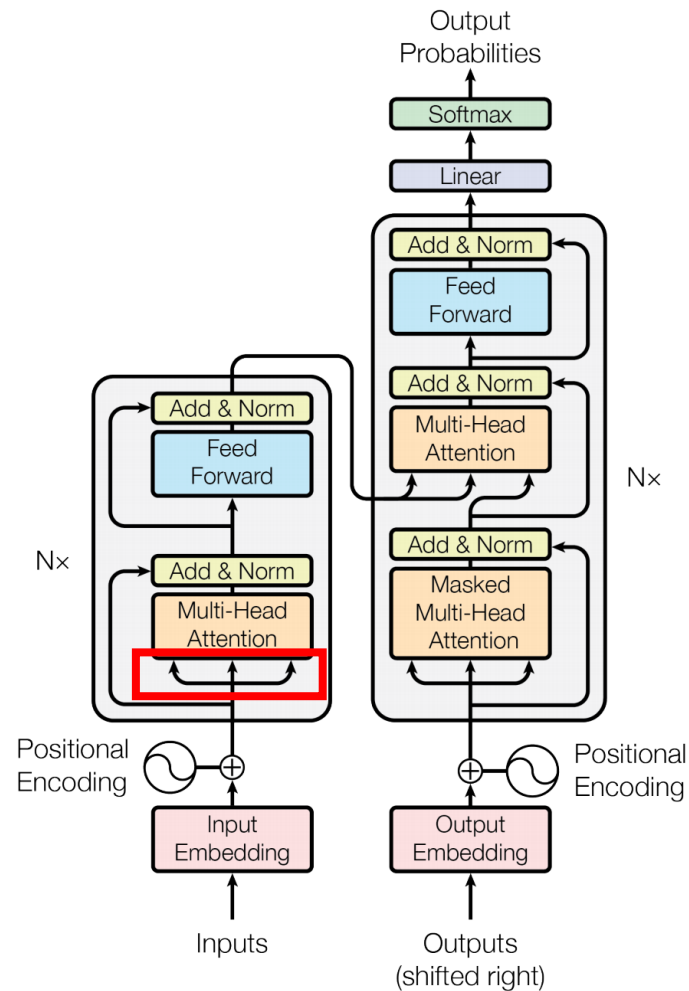 Output
Probabilities
Softmax
Linear
Add & Norm
Feed
Forward
Add & Norm
Multi-Head
Attention
Nx
Add & Norm
Masked
Multi-Head
Attention
Add & Norm
Feed
Forward
Nx
Add & Norm
Multi-Head
Attention
Positional
Encoding
Positional
Encoding
Input
Embedding
Output
Embedding
Inputs
Outputs
(shifted right)